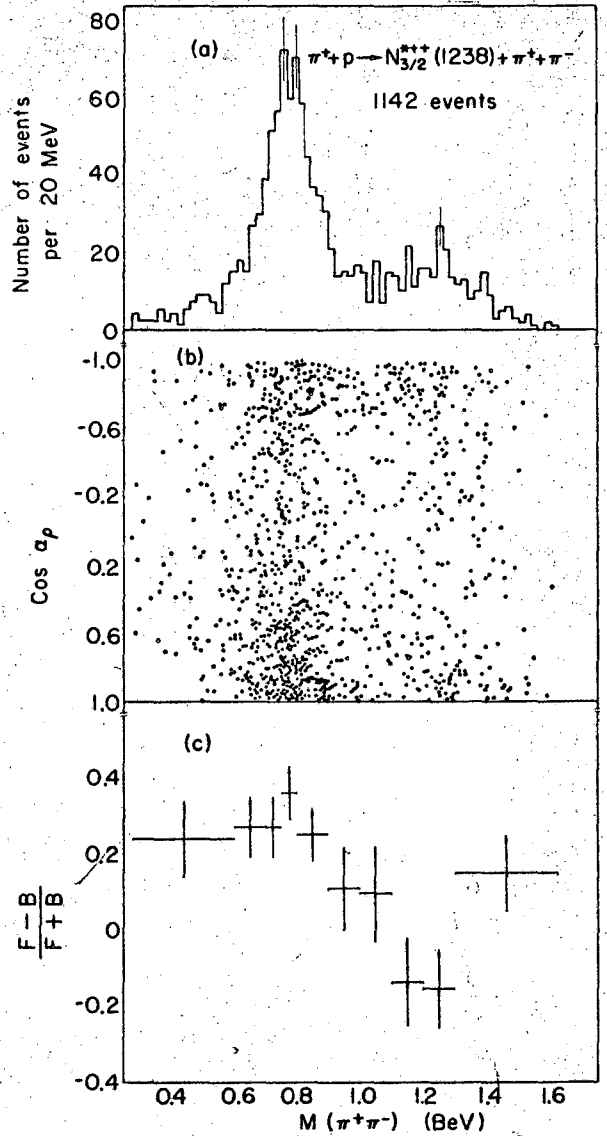 80
60
40
20
0
Number of events
per 20 MeV
(a)
π⁺+p→N*⁺⁺3/2(1238)+π⁺+π⁻
1142 events
(b)
-1.0
-0.6
-0.2
0.2
0.6
1.0
Cos αρ
(c)
0.4
0.2
0
-0.2
-0.4
F-B
F+B
0.4 0.6 0.8 1.0 1.2 1.4 1.6
M(π⁺π⁻) (BeV)